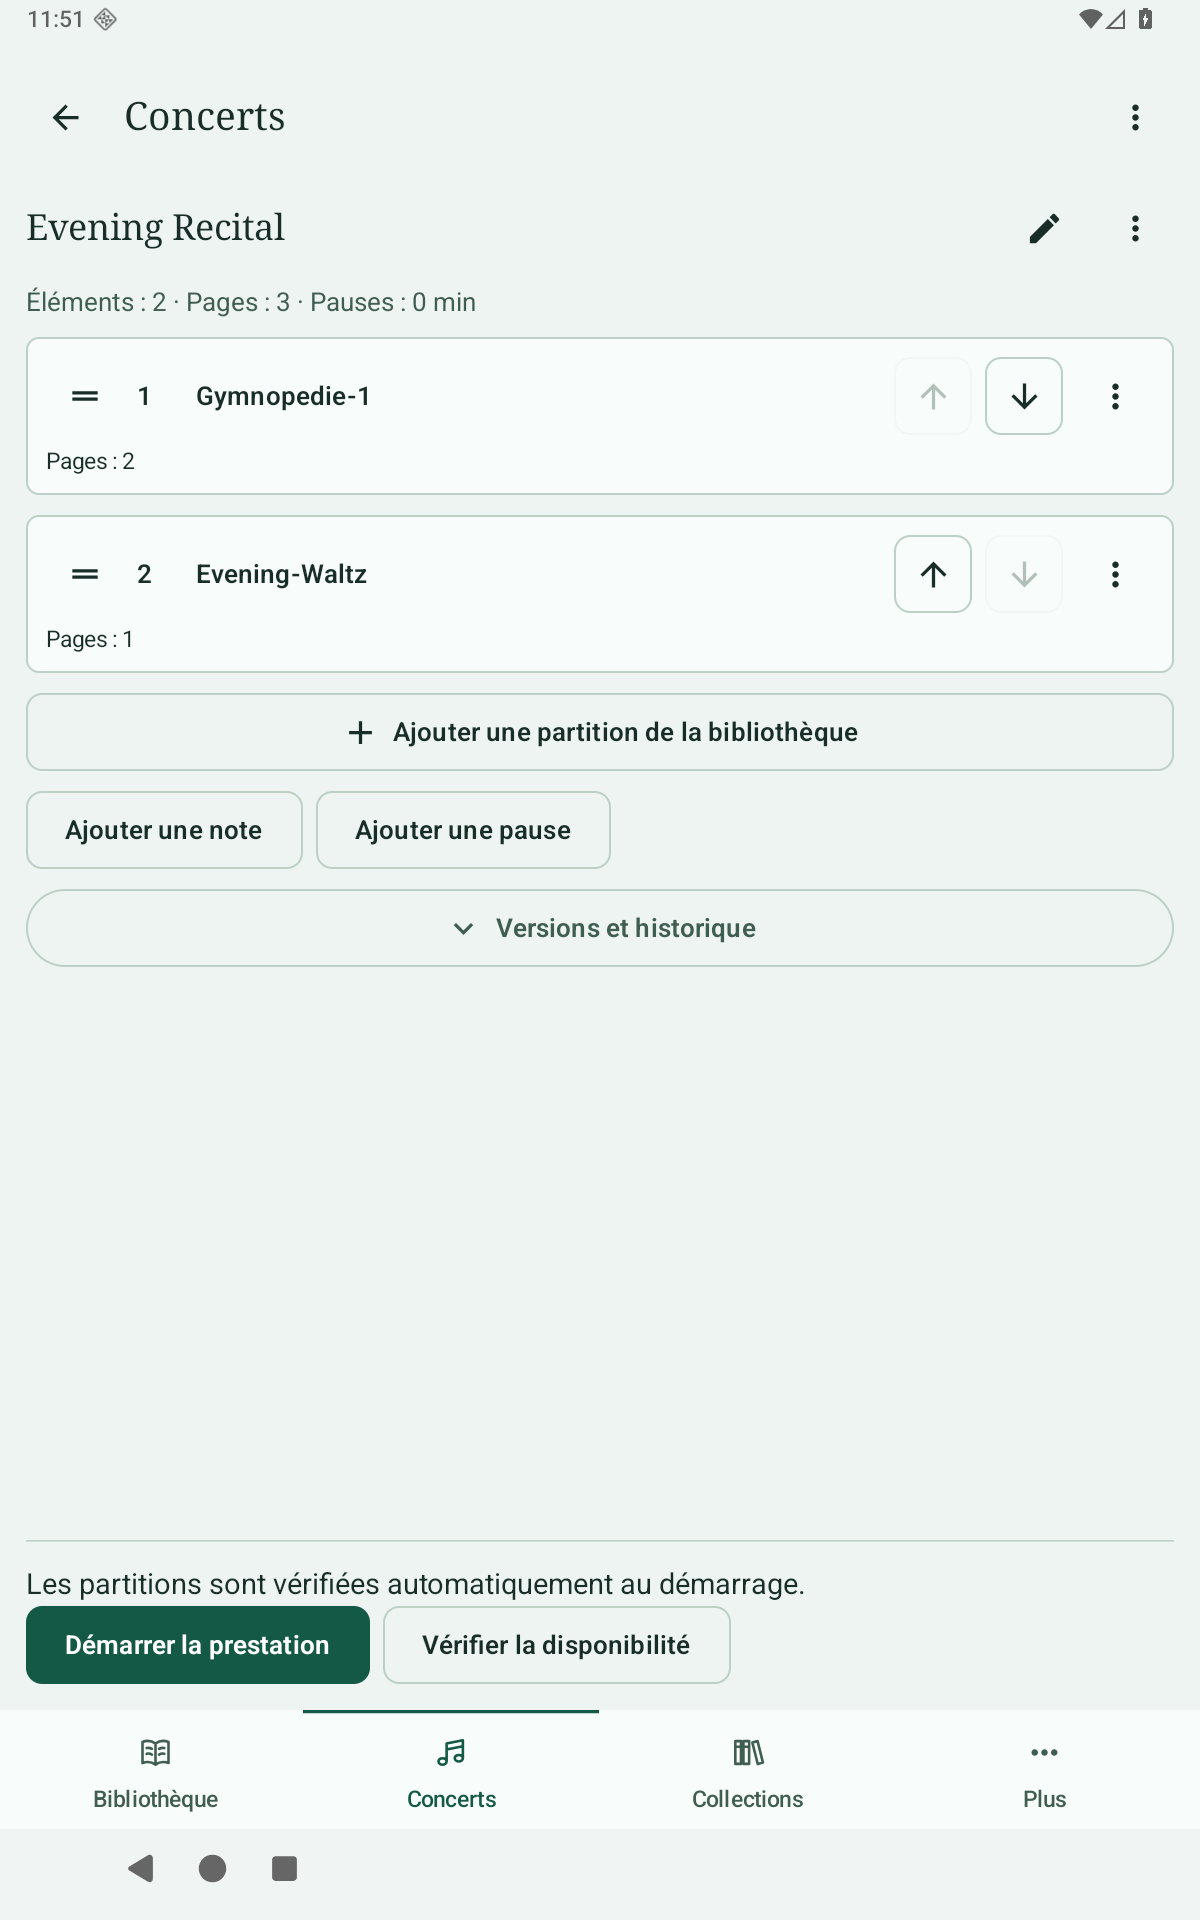 11:51
Concerts
Evening Recital
Éléments : 2 · Pages : 3 · Pauses : 0 min
1 Gymnopedie-1
Pages : 2
2 Evening-Waltz
Pages : 1
Ajouter une partition de la bibliothèque
Ajouter une note Ajouter une pause
Versions et historique
Les partitions sont vérifiées automatiquement au démarrage.
Démarrer la prestation Vérifier la disponibilité
Bibliothèque Concerts Collections Plus